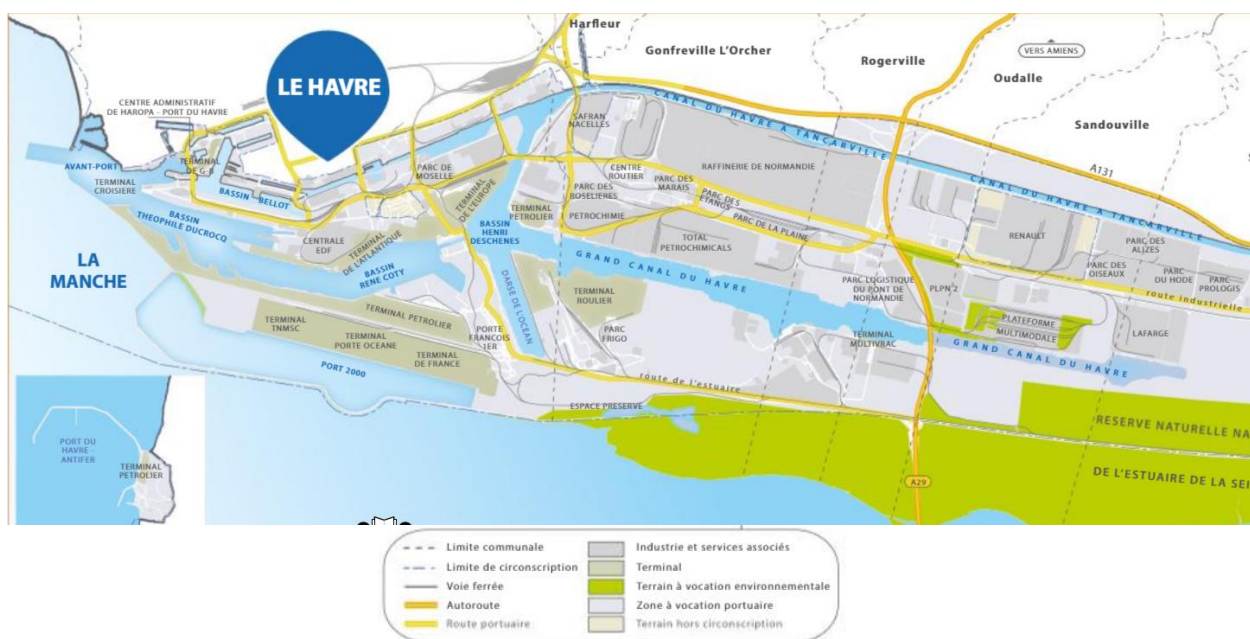 Harfleur
Gonfreville L'Orcher
Rogerville
VERS AMIENS
Oudalle
Sandouville
LE HAVRE
CENTRE ADMINISTRATIF
DE HAROPA - PORT DU HAVRE
CANAL DU HAVRE A TANCARVILLE
A131
SAFRAN
NACELLES
AVANT-PORT
TERMINAL
CROISIERE
TERMINAL
BASSIN BELLOT
PARC DE
MOSELLE
CENTRE
ROUTIER
RAFFINERIE DE NORMANDIE
PARC DES
MARAIS
PARC DES
ROSELIERES
PARC DES
ETANGS
PARC DE LA PLAINE
CANAL DU HAVRE A TANCARVILLE
BASSIN
THEOPHILE DUCROCQ
TERMINAL
DE L'EUROPE
TERMINAL
PETROLIER
PETROCHIMIE
BASSIN
HENRI
DESCHENES
CENTRALE
EDF
TERMINAL
DE L'ATLANTIQUE
TOTAL
PETROCHIMICALS
RENAULT
PARC DES
ALIZES
LA
MANCHE
BASSIN
RENE COTY
DARSE DE L'OCEAN
GRAND CANAL DU HAVRE
PARC LOGISTIQUE
DU PONT DE
NORMANDIE
PLPN 2
PARC DES
OISEAUX
PARC
DU HODE
PARC
PROLOGIS
route industrielle
TERMINAL
ROULIER
TERMINAL PETROLIER
TERMINAL
TNMSC
TERMINAL
PORTE OCEANE
TERMINAL
DE FRANCE
PORTE
FRANCOIS
1ER
PARC
FRIGO
TERMINAL
MULTIVRAC
PLATEFORME
MULTIMODALE
LAFARGE
GRAND CANAL DU HAVRE
PORT 2000
route de l'estuaire
ESPACE PRESERVE
RESERVE NATURELLE NA
DE L'ESTUAIRE DE LA SEI
A29
PORT DU
HAVRE -
ANTIFER
TERMINAL
PETROLIER
Limite communale
Limite de circonscription
Voie ferrée
Autoroute
Route portuaire
Industrie et services associés
Terminal
Terrain à vocation environnementale
Zone à vocation portuaire
Terrain hors circonscription